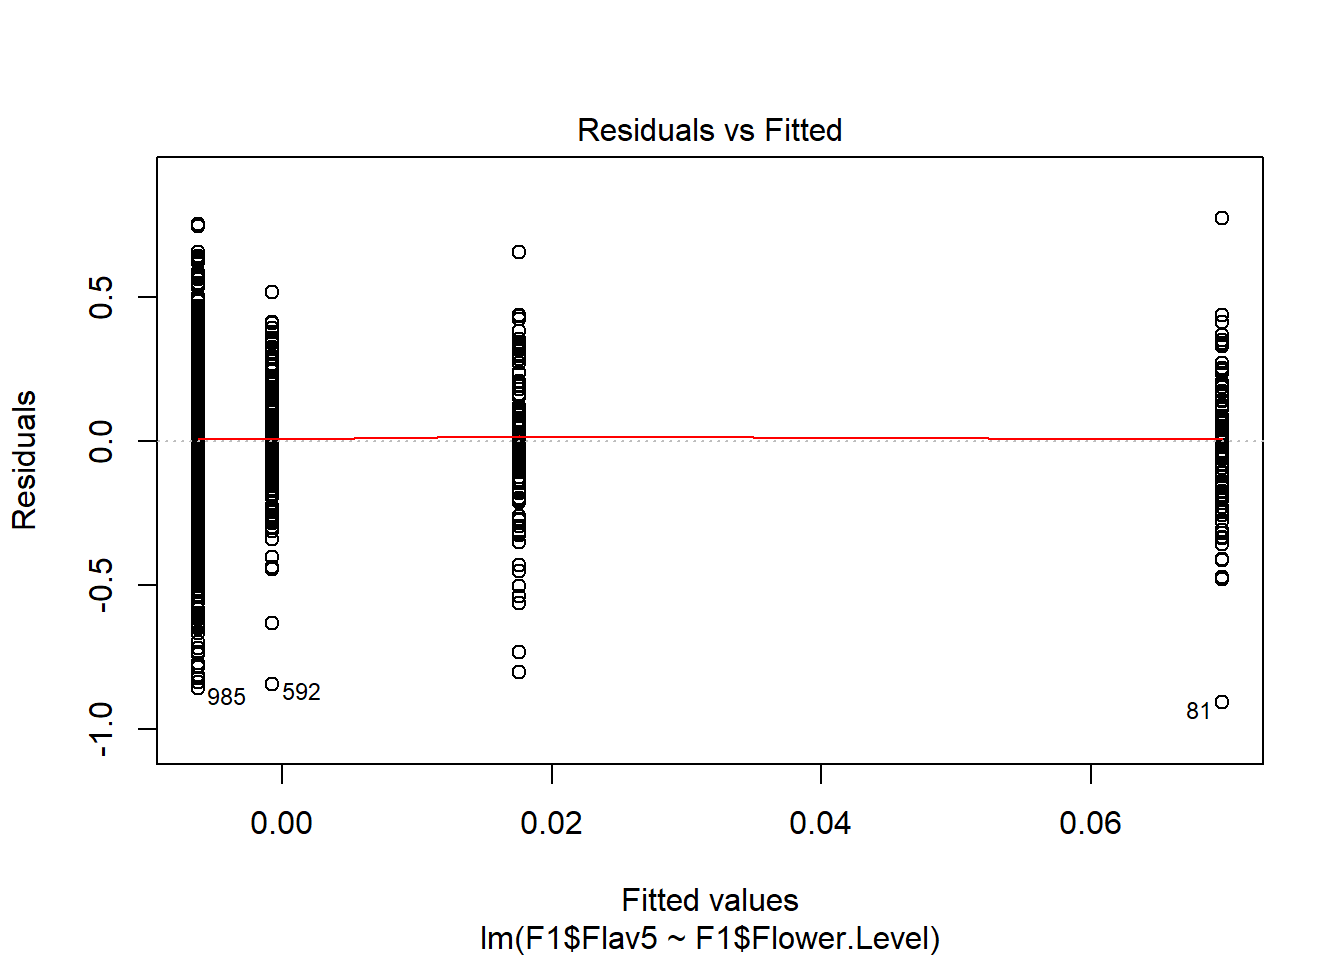 Residuals vs Fitted
Residuals
0.5
0.0
-0.5
-1.0
985
592
81
0.00 0.02 0.04 0.06
Fitted values
lm(F1$Flav5 ~ F1$Flower.Level)